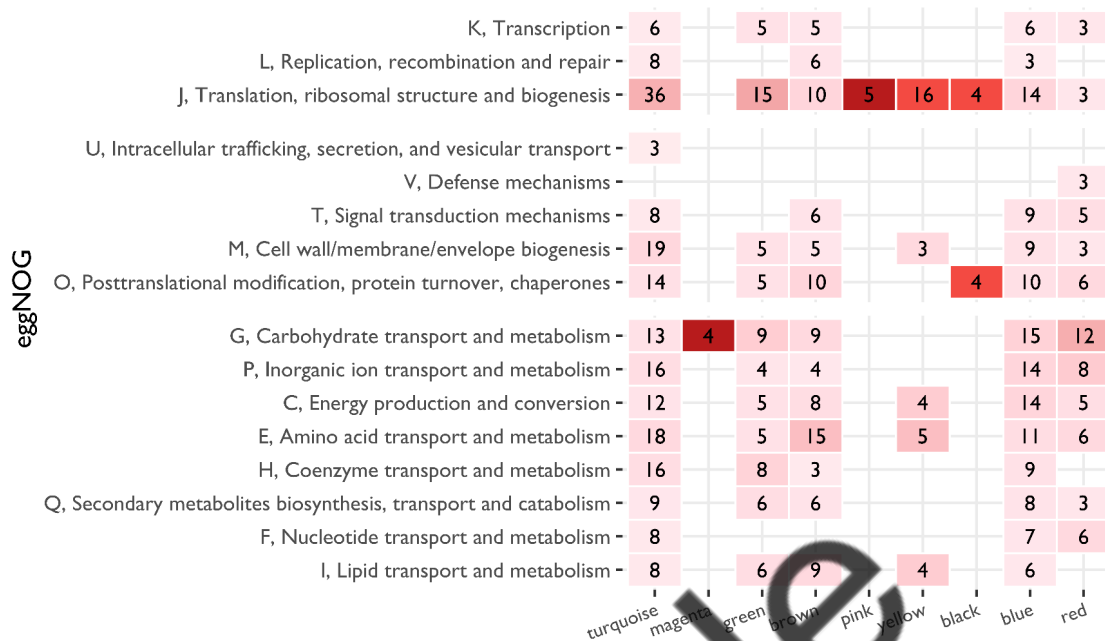 K, Transcription 6 5 5 6 3
L, Replication, recombination and repair 8 6 3
J, Translation, ribosomal structure and biogenesis 36 15 10 5 16 4 14 3
U, Intracellular trafficking, secretion, and vesicular transport 3
V, Defense mechanisms 3
T, Signal transduction mechanisms 8 6 9 5
M, Cell wall/membrane/envelope biogenesis 19 5 5 3 9 3
O, Posttranslational modification, protein turnover, chaperones 14 5 10 4 10 6
eggNOG
G, Carbohydrate transport and metabolism 13 4 9 9 15 12
P, Inorganic ion transport and metabolism 16 4 4 14 8
C, Energy production and conversion 12 5 8 4 14 5
E, Amino acid transport and metabolism 18 5 15 5 11 6
H, Coenzyme transport and metabolism 16 8 3 9
Q, Secondary metabolites biosynthesis, transport and catabolism 9 6 6 8 3
F, Nucleotide transport and metabolism 8 7 6
I, Lipid transport and metabolism 8 6 9 4 6
turquoise magenta green brown pink yellow black blue red